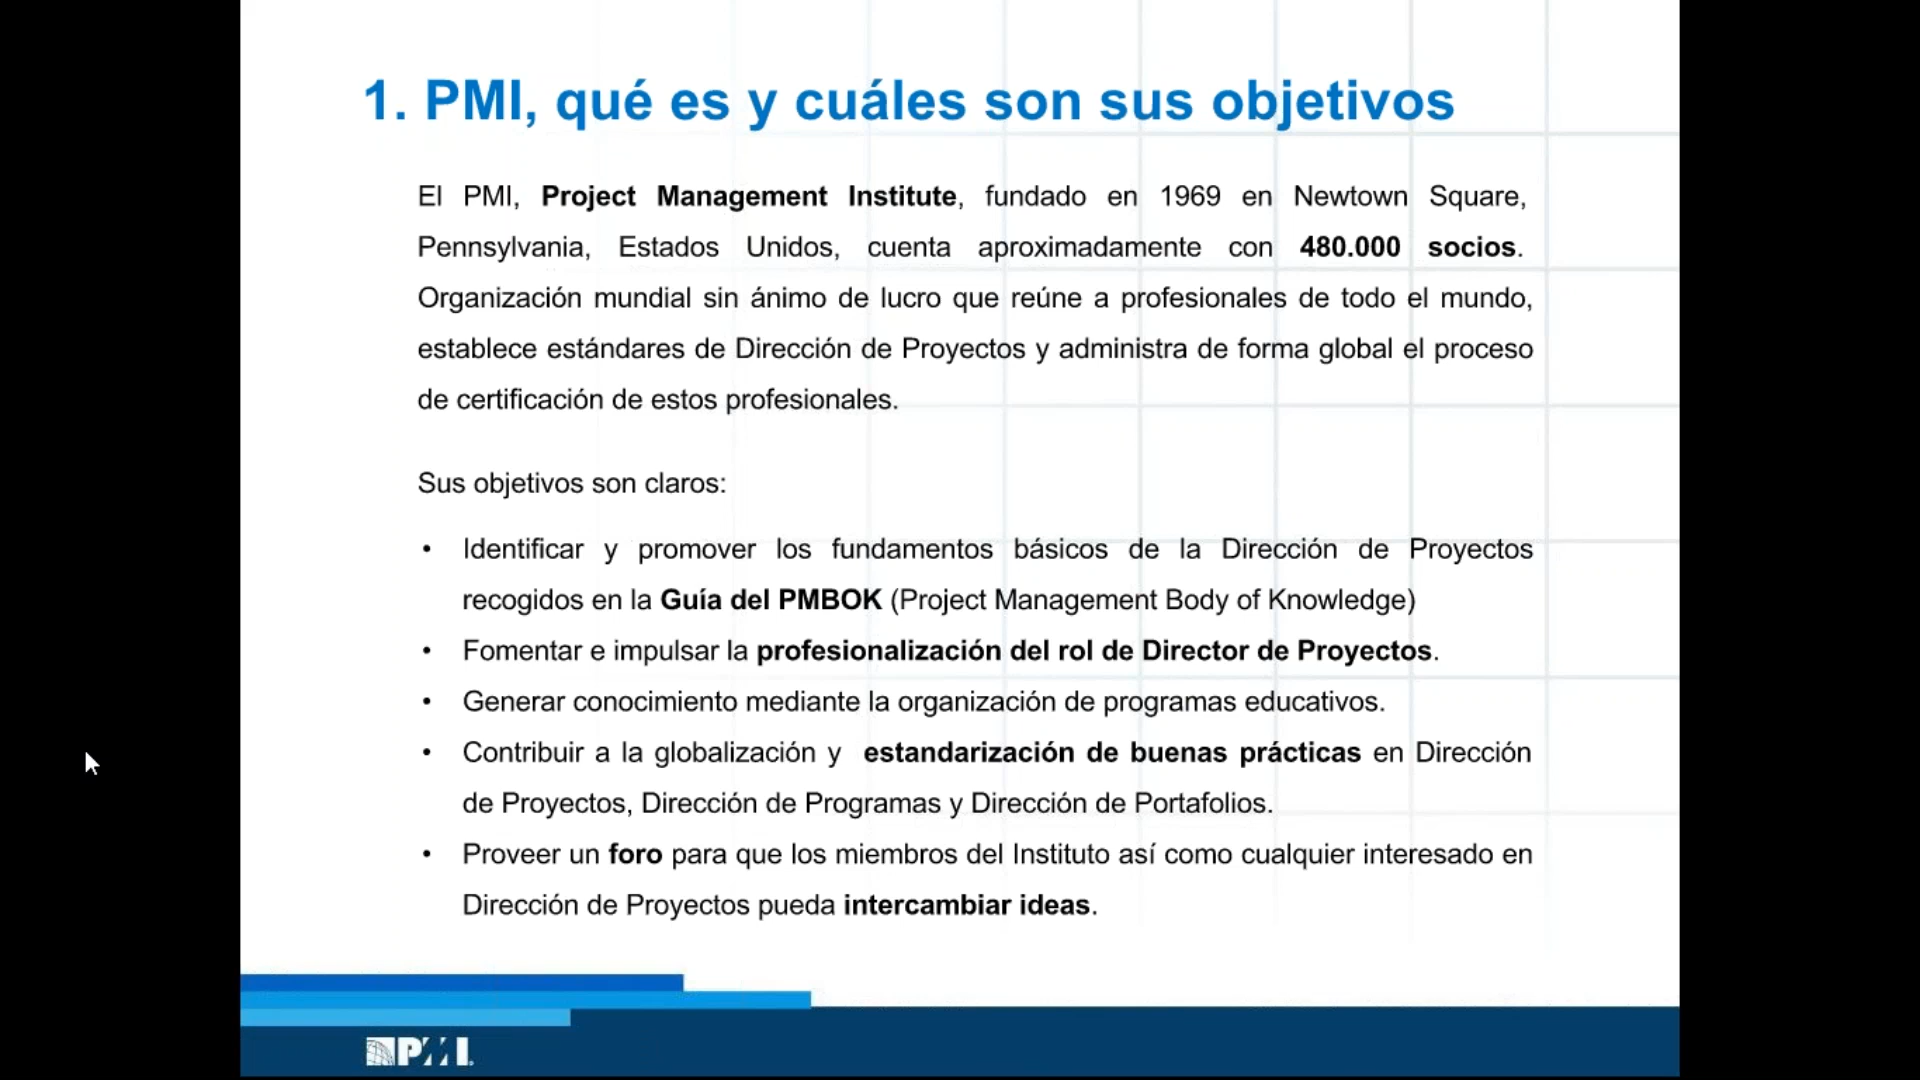 1. PMI, qué es y cuáles son sus objetivos
El PMI, Project Management Institute, fundado en 1969 en Newtown Square,
Pennsylvania, Estados Unidos, cuenta aproximadamente con 480.000 socios.
Organización mundial sin ánimo de lucro que reúne a profesionales de todo el mundo,
establece estándares de Dirección de Proyectos y administra de forma global el proceso
de certificación de estos profesionales.
Sus objetivos son claros:
• Identificar y promover los fundamentos básicos de la Dirección de Proyectos
recogidos en la Guía del PMBOK (Project Management Body of Knowledge)
• Fomentar e impulsar la profesionalización del rol de Director de Proyectos.
• Generar conocimiento mediante la organización de programas educativos.
• Contribuir a la globalización y estandarización de buenas prácticas en Dirección
de Proyectos, Dirección de Programas y Dirección de Portafolios.
• Proveer un foro para que los miembros del Instituto así como cualquier interesado en
Dirección de Proyectos pueda intercambiar ideas.
PMI